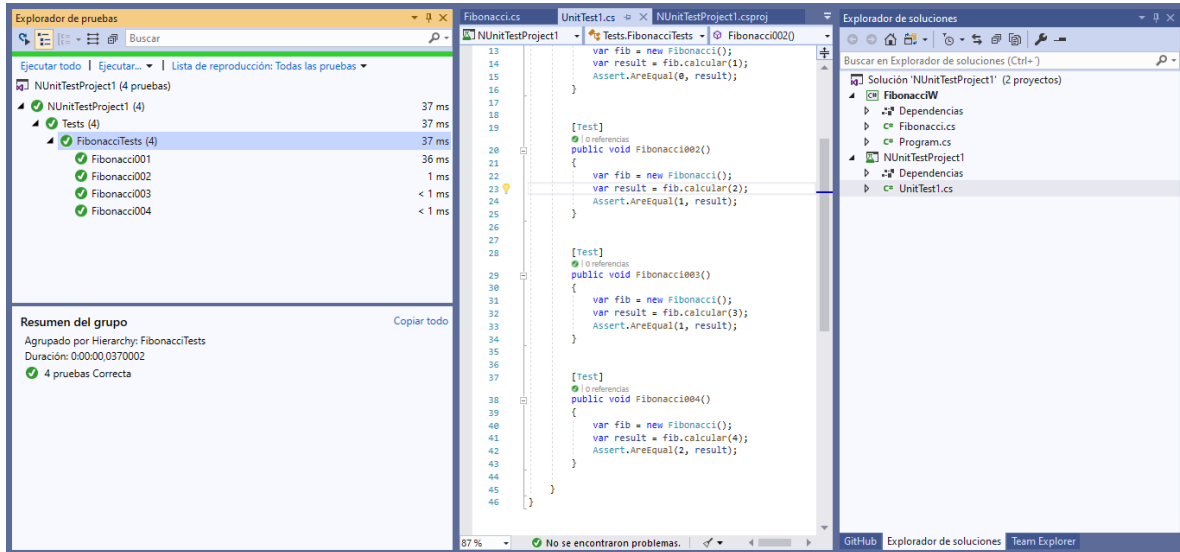 Explorador de pruebas
Buscar
Ejecutar todo | Ejecutar... | Lista de reproducción: Todas las pruebas
NUnitTestProject1 (4 pruebas)
NUnitTestProject1 (4) 37 ms
Tests (4) 37 ms
FibonacciTests (4) 37 ms
Fibonacci001 36 ms
Fibonacci002 1 ms
Fibonacci003 < 1 ms
Fibonacci004 < 1 ms
Resumen del grupo Copiar todo
Agrupado por Hierarchy: FibonacciTests
Duración: 0:00:00,0370002
4 pruebas Correcta
Fibonacci.cs UnitTest1.cs NUnitTestProject1.csproj
NUnitTestProject1 Tests.FibonacciTests Fibonacci002()
13 var fib = new Fibonacci();
14 var result = fib.calcular(1);
15 Assert.AreEqual(0, result);
16 }
17
18
19 [Test]
0 referencias
20 public void Fibonacci002()
21 {
22 var fib = new Fibonacci();
23 var result = fib.calcular(2);
24 Assert.AreEqual(1, result);
25 }
26
27
28 [Test]
0 referencias
29 public void Fibonacci003()
30 {
31 var fib = new Fibonacci();
32 var result = fib.calcular(3);
33 Assert.AreEqual(1, result);
34 }
35
36
37 [Test]
0 referencias
38 public void Fibonacci004()
39 {
40 var fib = new Fibonacci();
41 var result = fib.calcular(4);
42 Assert.AreEqual(2, result);
43 }
44
45 }
46 }
87 % No se encontraron problemas.
Explorador de soluciones
Buscar en Explorador de soluciones (Ctrl+´)
Solución 'NUnitTestProject1' (2 proyectos)
C# FibonacciW
Dependencias
C# Fibonacci.cs
C# Program.cs
NUnitTestProject1
Dependencias
C# UnitTest1.cs
GitHub Explorador de soluciones Team Explorer